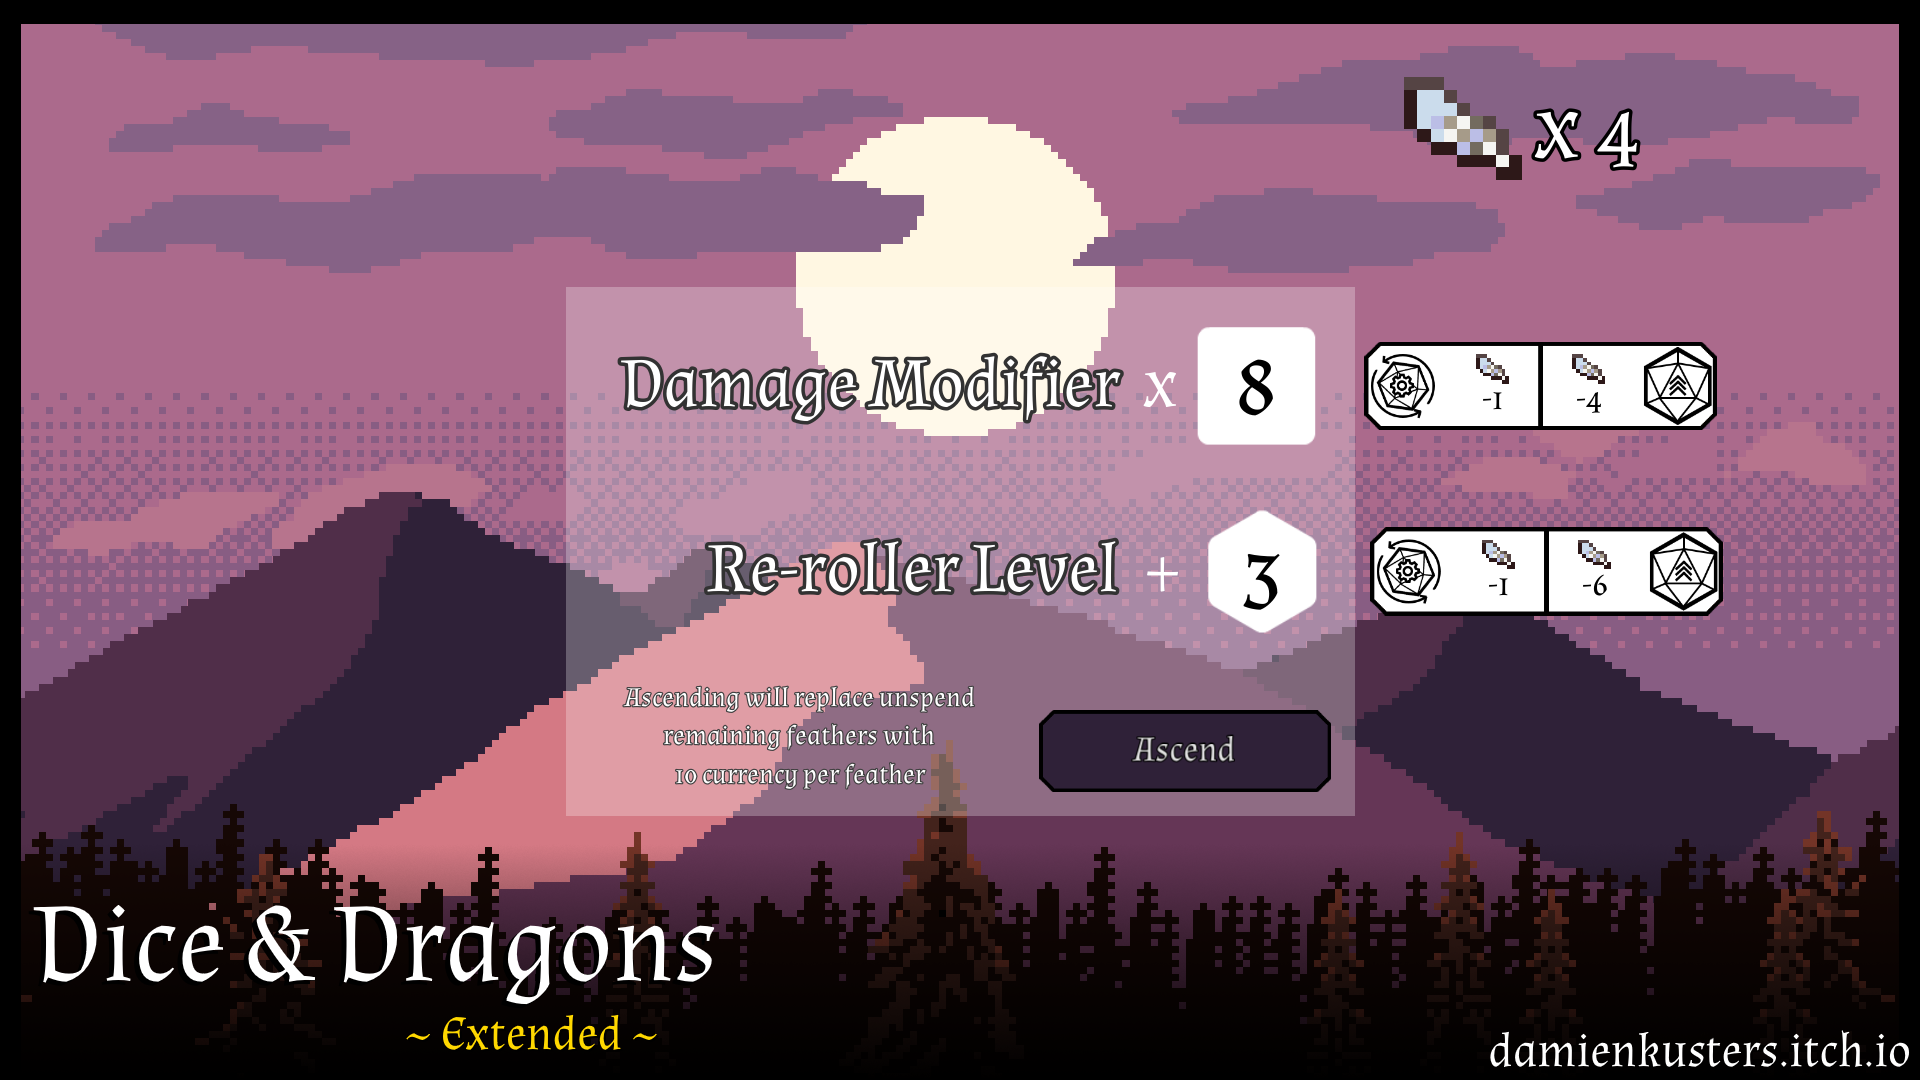 x 4
Damage Modifier x 8
-1 -4
Re-roller Level + 3
-1 -6
Ascending will replace unspend
remaining feathers with
10 currency per feather
Ascend
Dice & Dragons
~ Extended ~
damienkusters.itch.io